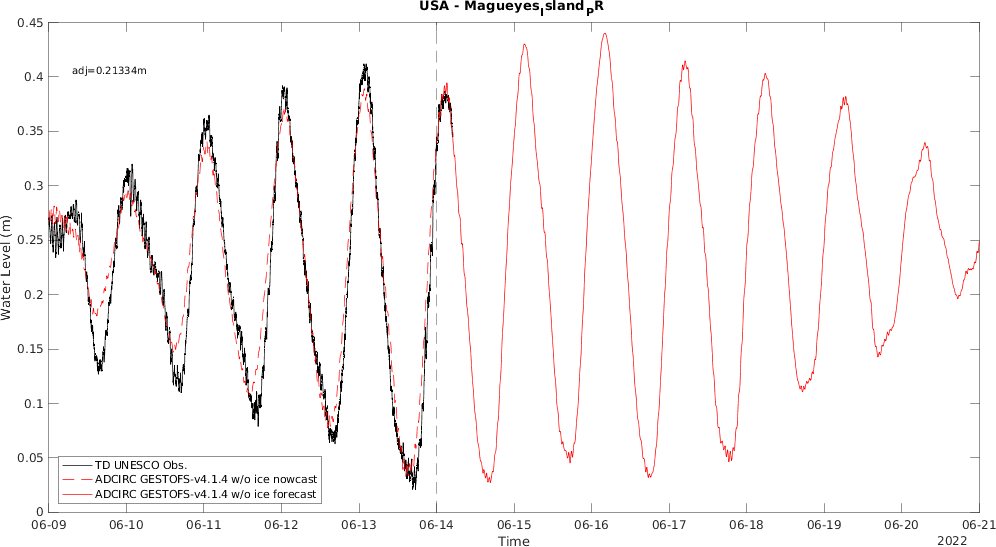 USA - Magueyes_Island_PR
0.45
adj=0.21334m
0.4
0.35
0.3
0.25
0.2
0.15
0.1
0.05
0
Water Level (m)
TD UNESCO Obs.
ADCIRC GESTOFS-v4.1.4 w/o ice nowcast
ADCIRC GESTOFS-v4.1.4 w/o ice forecast
06-09 06-10 06-11 06-12 06-13 06-14 06-15 06-16 06-17 06-18 06-19 06-20 06-21
Time
2022